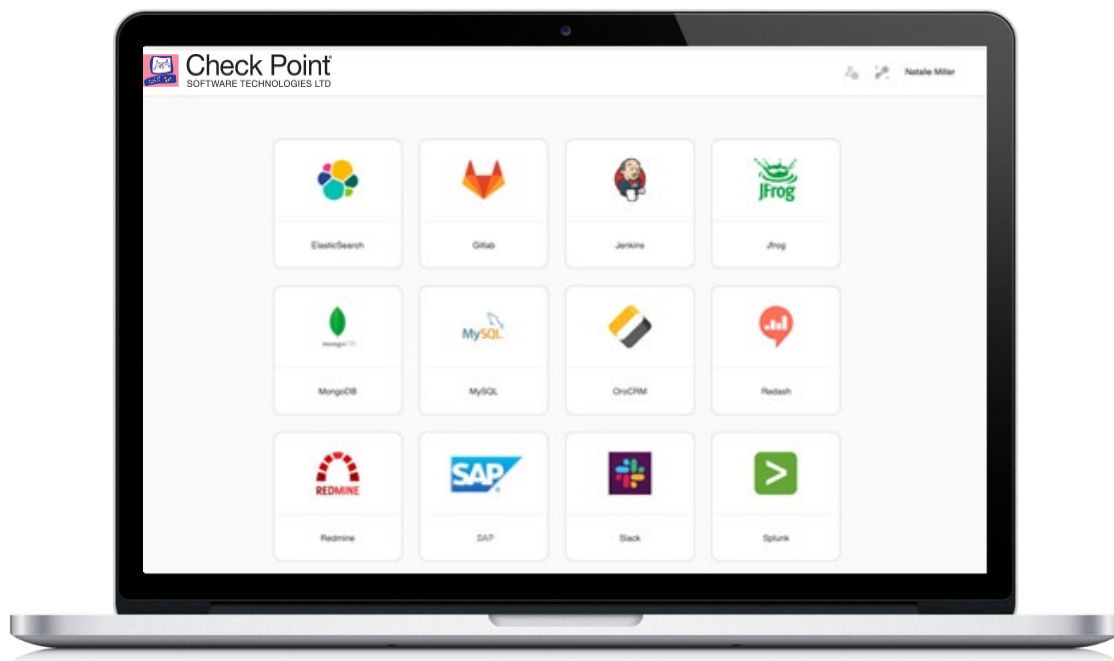 Check Point
SOFTWARE TECHNOLOGIES LTD
Natalie Miller
ElasticSearch
Gitlab
Jenkins
JFrog
Jfrog
MySQL
MongoDB
MySQL
OroCRM
Redash
REDMINE
SAP
Redmine
SAP
Slack
Splunk